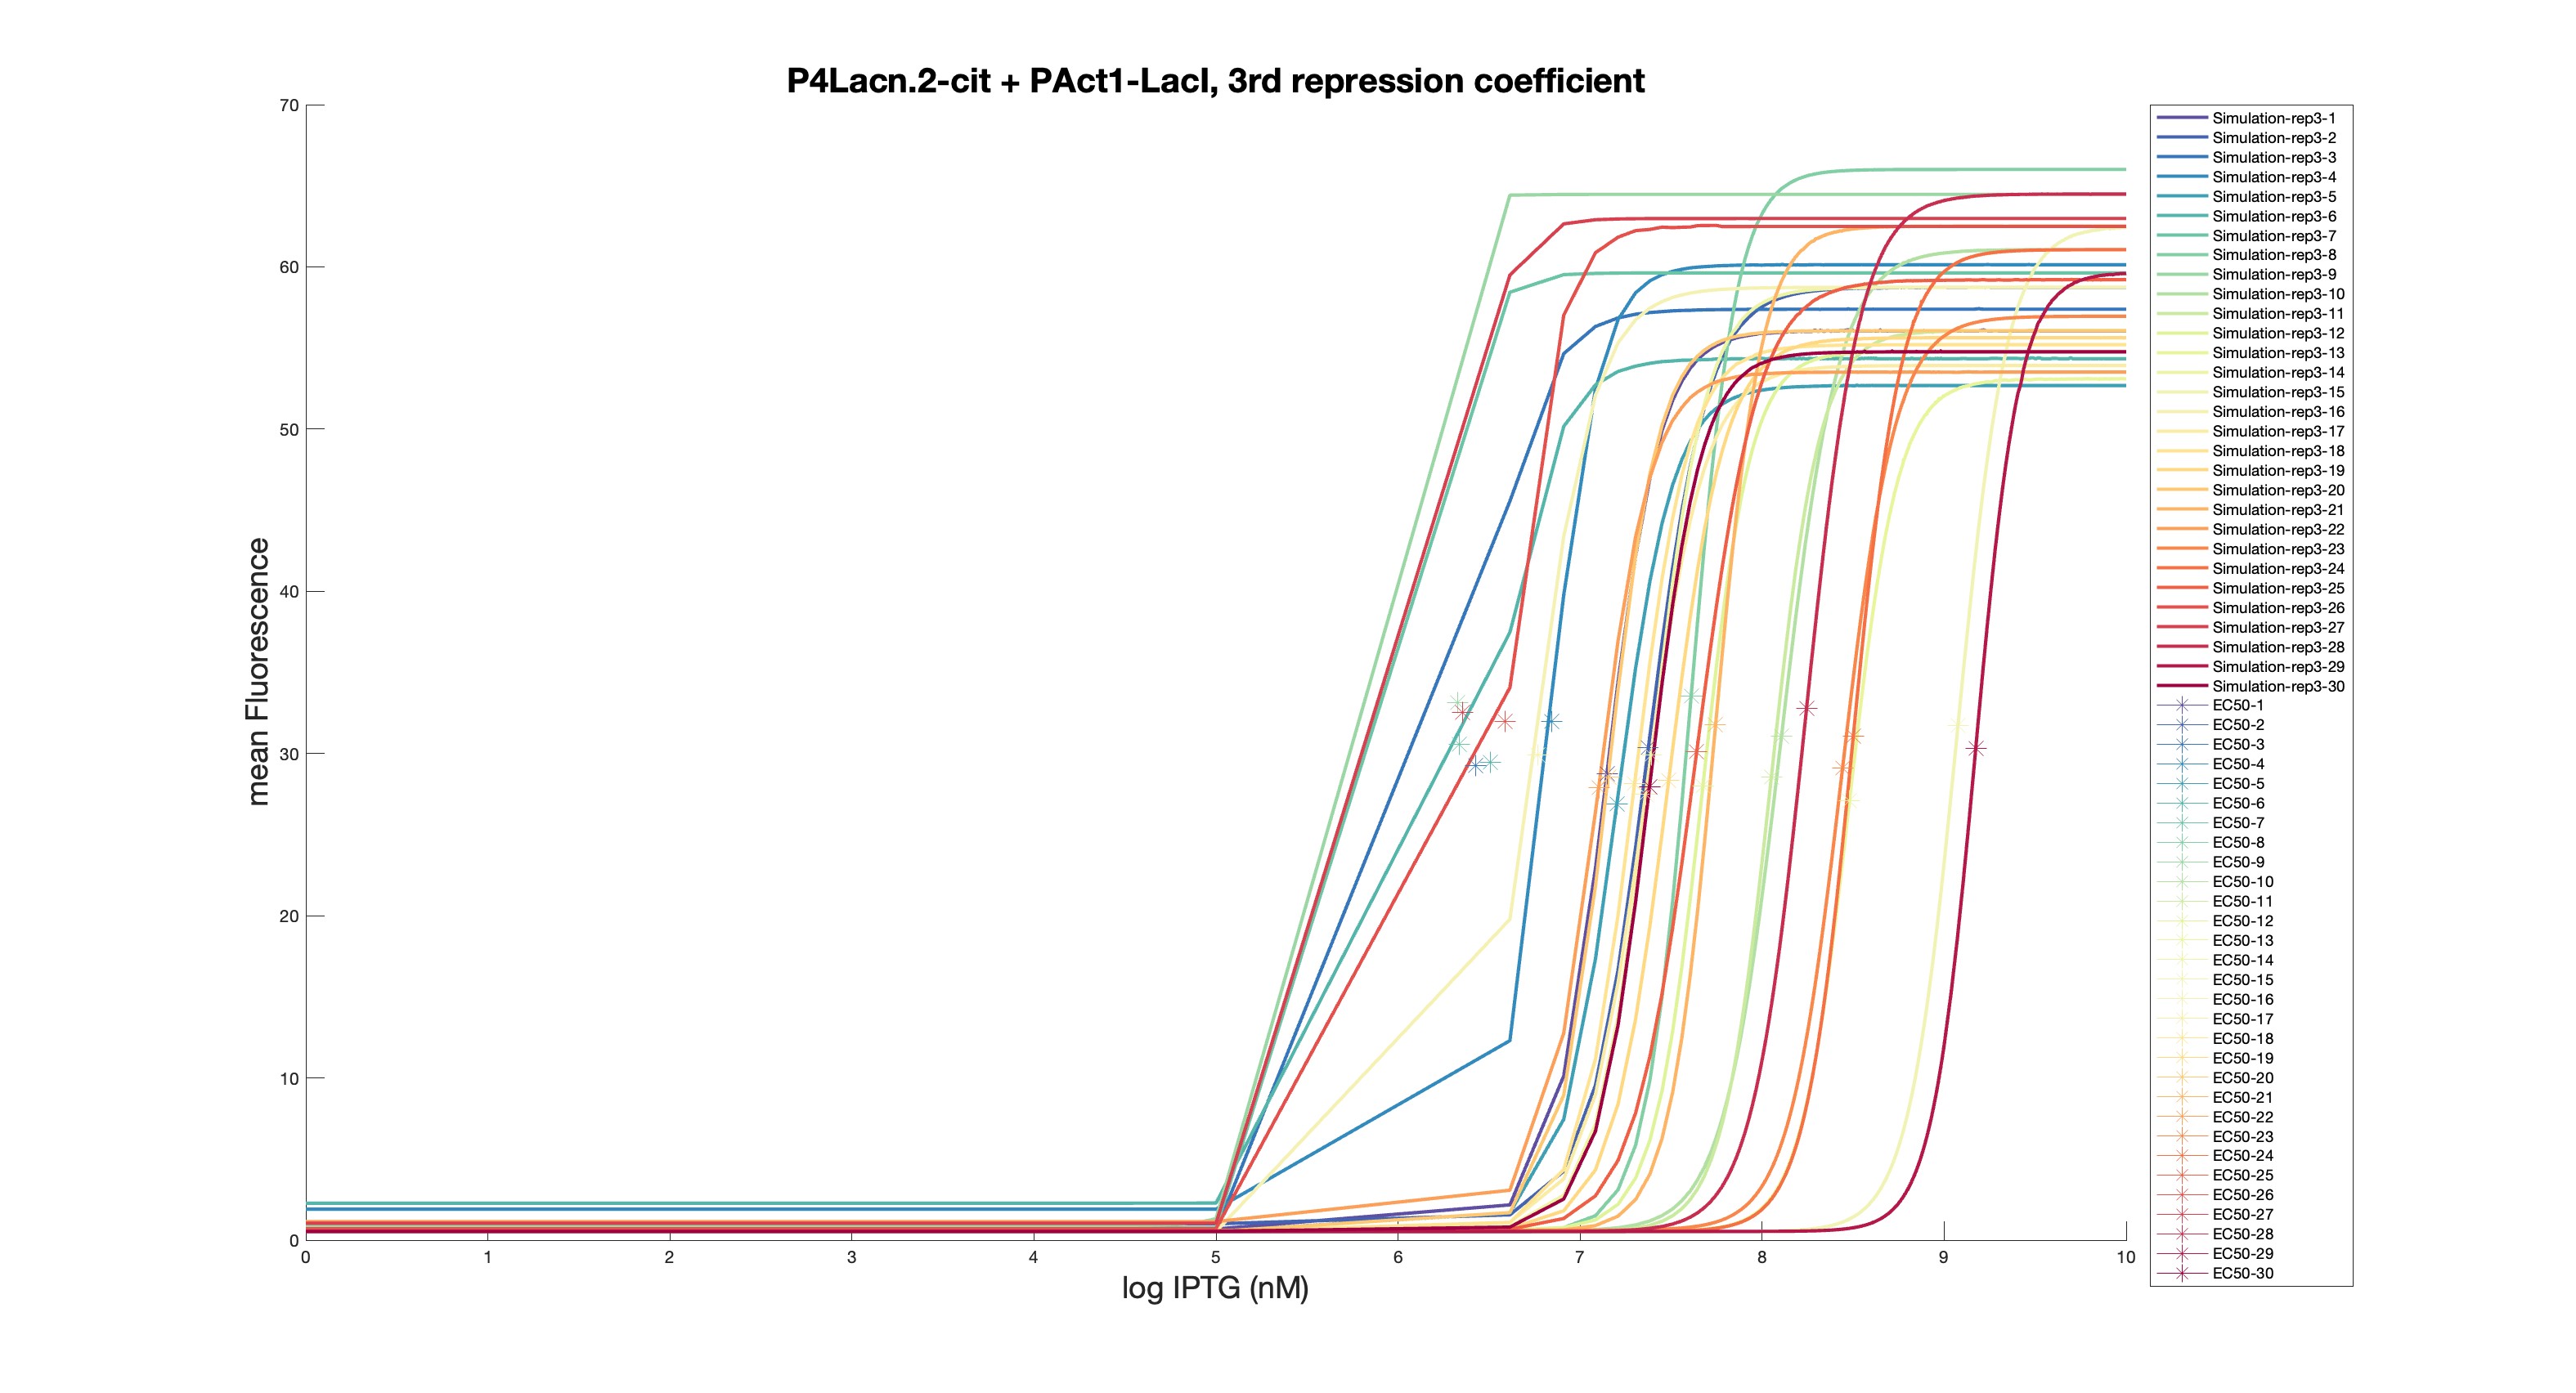 P4Lacn.2-cit + PAct1-LacI, 3rd repression coefficient
mean Fluorescence
70
60
50
40
30
20
10
0
0 1 2 3 4 5 6 7 8 9 10
log IPTG (nM)
Simulation-rep3-1
Simulation-rep3-2
Simulation-rep3-3
Simulation-rep3-4
Simulation-rep3-5
Simulation-rep3-6
Simulation-rep3-7
Simulation-rep3-8
Simulation-rep3-9
Simulation-rep3-10
Simulation-rep3-11
Simulation-rep3-12
Simulation-rep3-13
Simulation-rep3-14
Simulation-rep3-15
Simulation-rep3-16
Simulation-rep3-17
Simulation-rep3-18
Simulation-rep3-19
Simulation-rep3-20
Simulation-rep3-21
Simulation-rep3-22
Simulation-rep3-23
Simulation-rep3-24
Simulation-rep3-25
Simulation-rep3-26
Simulation-rep3-27
Simulation-rep3-28
Simulation-rep3-29
Simulation-rep3-30
EC50-1
EC50-2
EC50-3
EC50-4
EC50-5
EC50-6
EC50-7
EC50-8
EC50-9
EC50-10
EC50-11
EC50-12
EC50-13
EC50-14
EC50-15
EC50-16
EC50-17
EC50-18
EC50-19
EC50-20
EC50-21
EC50-22
EC50-23
EC50-24
EC50-25
EC50-26
EC50-27
EC50-28
EC50-29
EC50-30